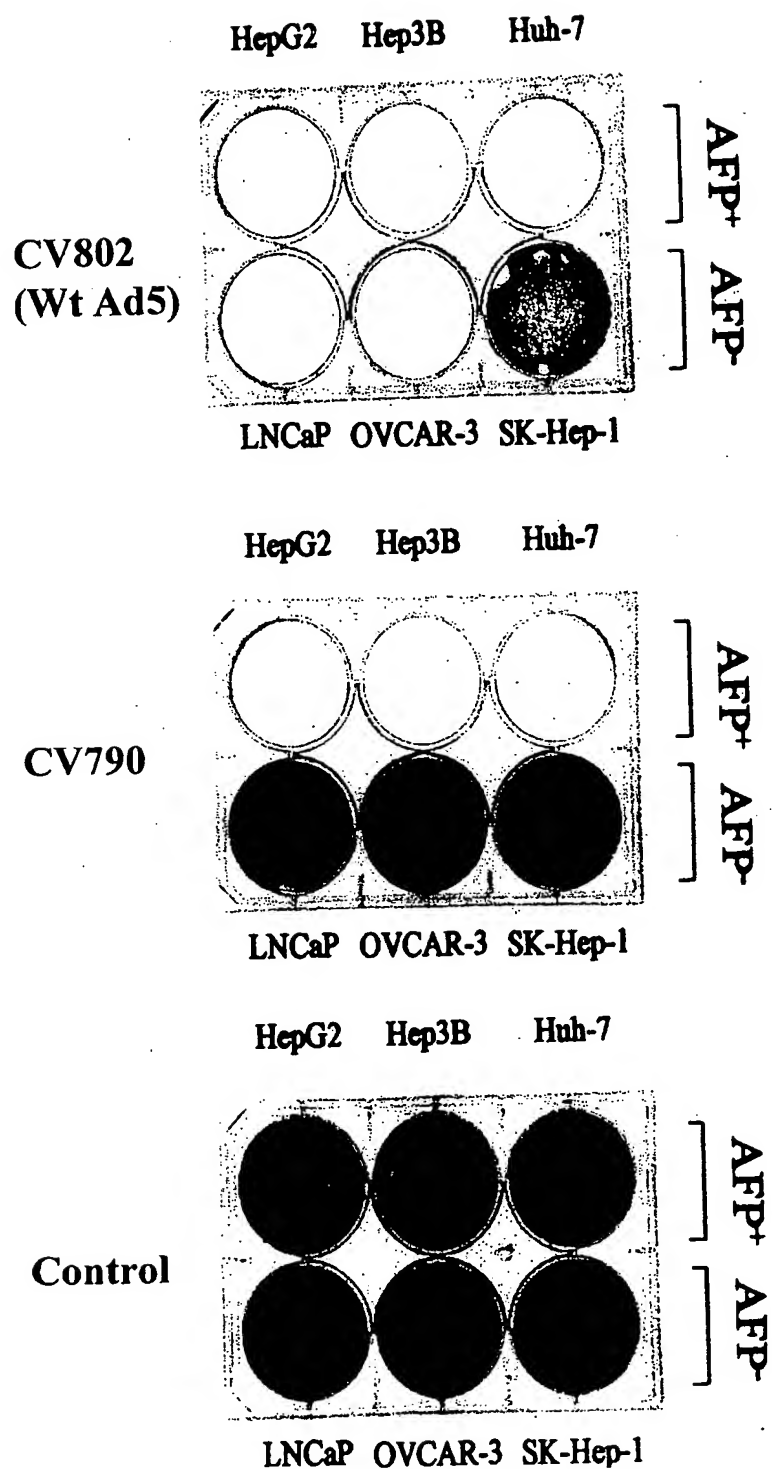 HepG2 Hep3B Huh-7
AFP+
CV802
(Wt Ad5)
AFP-
LNCaP OVCAR-3 SK-Hep-1
HepG2 Hep3B Huh-7
AFP+
CV790
AFP-
LNCaP OVCAR-3 SK-Hep-1
HepG2 Hep3B Huh-7
AFP+
Control
AFP-
LNCaP OVCAR-3 SK-Hep-1